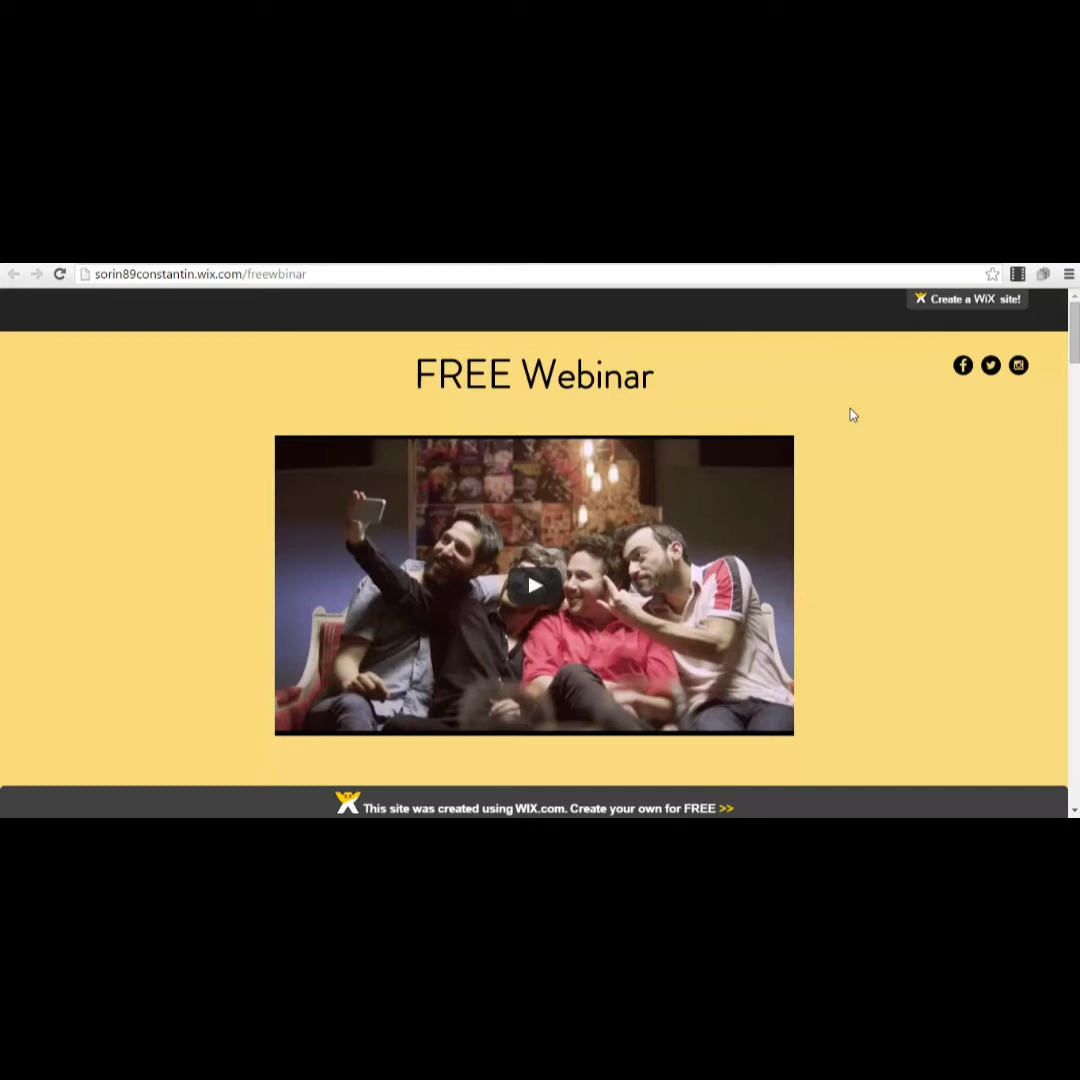 sorin89constantin.wix.com/freewbinar
Create a WiX site!
FREE Webinar
This site was created using WIX.com. Create your own for FREE >>